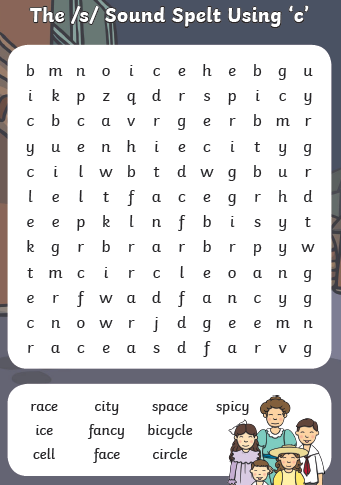 The /s/ Sound Spelt Using ‘c’
b m n o i c e h e b g u
i k p z q d r s p i c y
c b c a v r g e r b m r
y u e n h i e c i t y g
c i l w b t d w g b u r
l e l t f a c e g r h d
e e p k l n f b i s y t
k g r b r a r b r p y w
t m c i r c l e o a n g
e r f w a d f a n c y g
c n o w r j d g e e m n
r a c e a s d f a r v g
race city space spicy
ice fancy bicycle
cell face circle